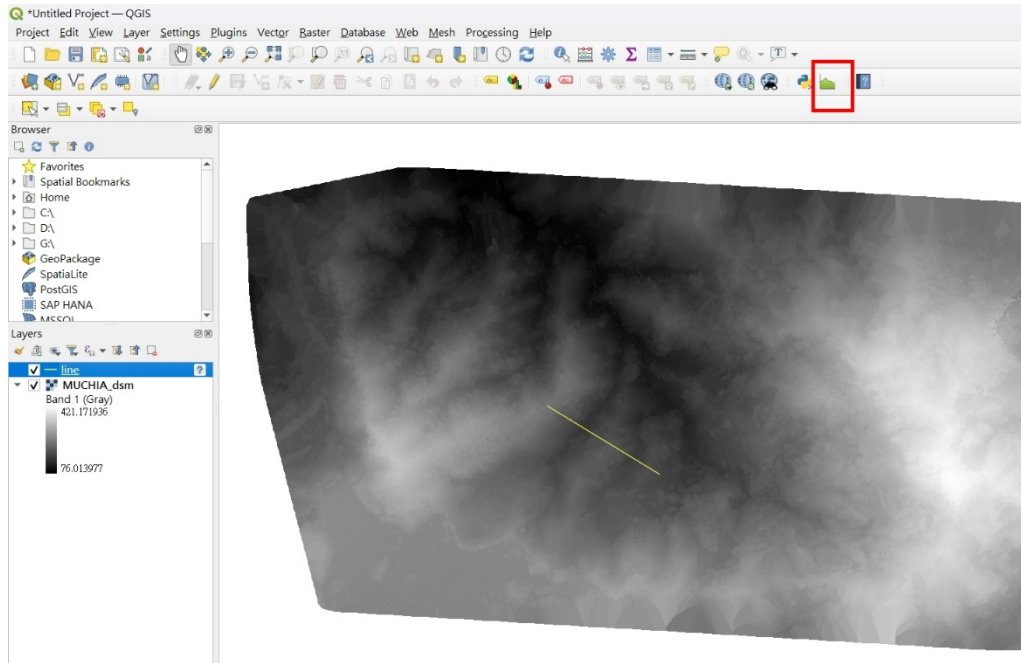 *Untitled Project — QGIS
Project Edit View Layer Settings Plugins Vector Raster Database Web Mesh Processing Help
Browser
Favorites
Spatial Bookmarks
Home
C:\
D:\
G:\
GeoPackage
SpatiaLite
PostGIS
SAP HANA
MSSQL
Layers
line
MUCHIA_dsm
Band 1 (Gray)
421.171936
76.013977